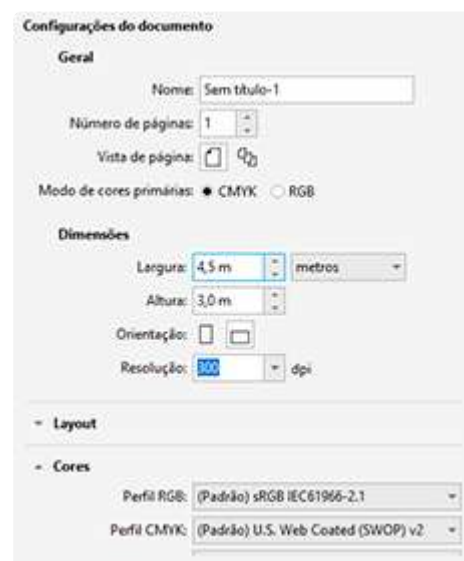 Configurações do documento
Geral
Nome: Sem título-1
Número de páginas: 1
Vista de página:
Modo de cores primárias: CMYK RGB
Dimensões
Largura: 4,5 m metros
Altura: 3,0 m
Orientação:
Resolução: 300 dpi
Layout
Cores
Perfil RGB: (Padrão) sRGB IEC61966-2.1
Perfil CMYK: (Padrão) U.S. Web Coated (SWOP) v2